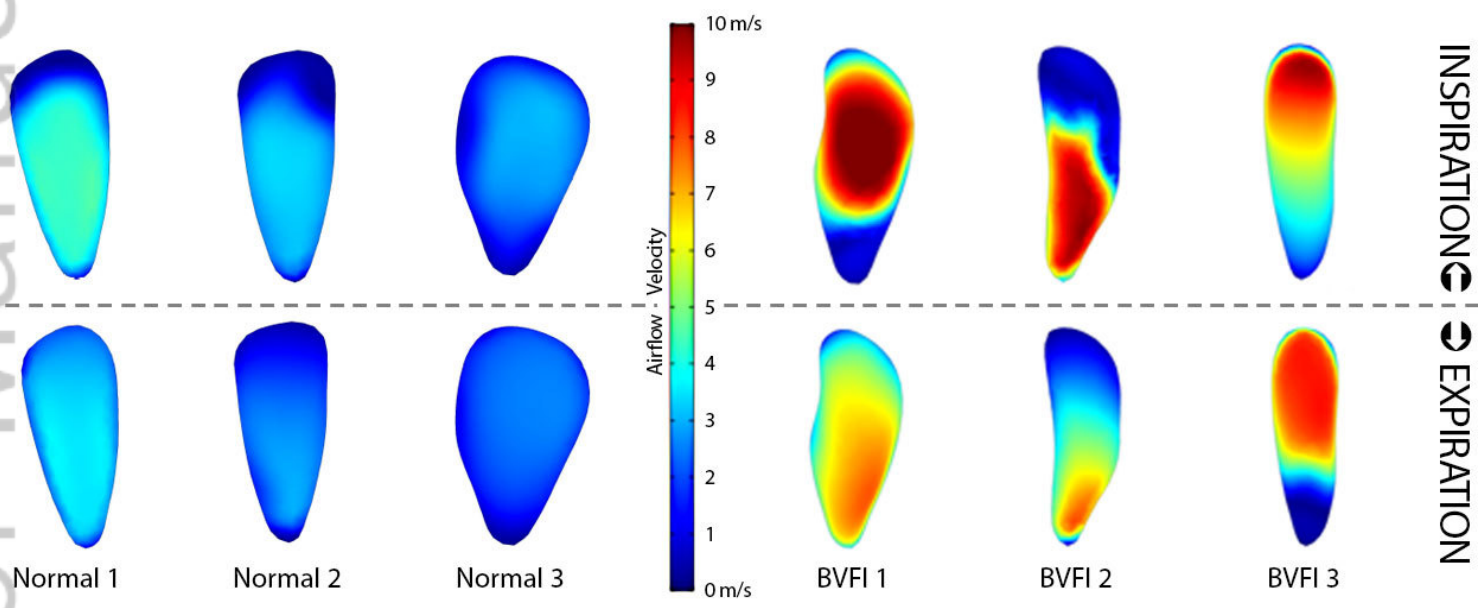 10 m/s
9
8
7
6
5
4
3
2
1
0 m/s
Airflow Velocity
INSPIRATION
EXPIRATION
Normal 1
Normal 2
Normal 3
BVFI 1
BVFI 2
BVFI 3